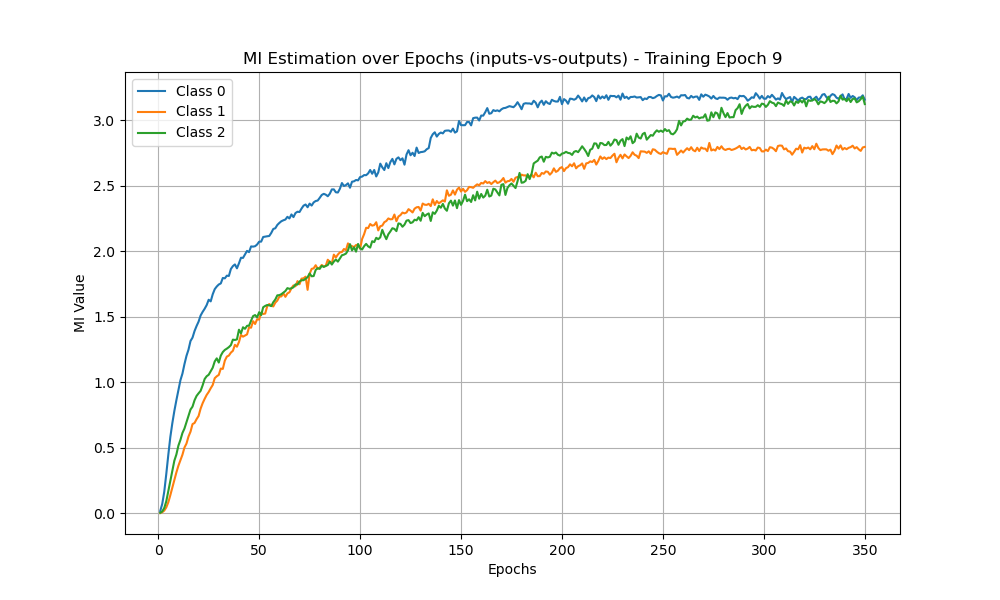 MI Estimation over Epochs (inputs-vs-outputs) - Training Epoch 9
Class 0
Class 1
Class 2
MI Value
3.0
2.5
2.0
1.5
1.0
0.5
0.0
0 50 100 150 200 250 300 350
Epochs